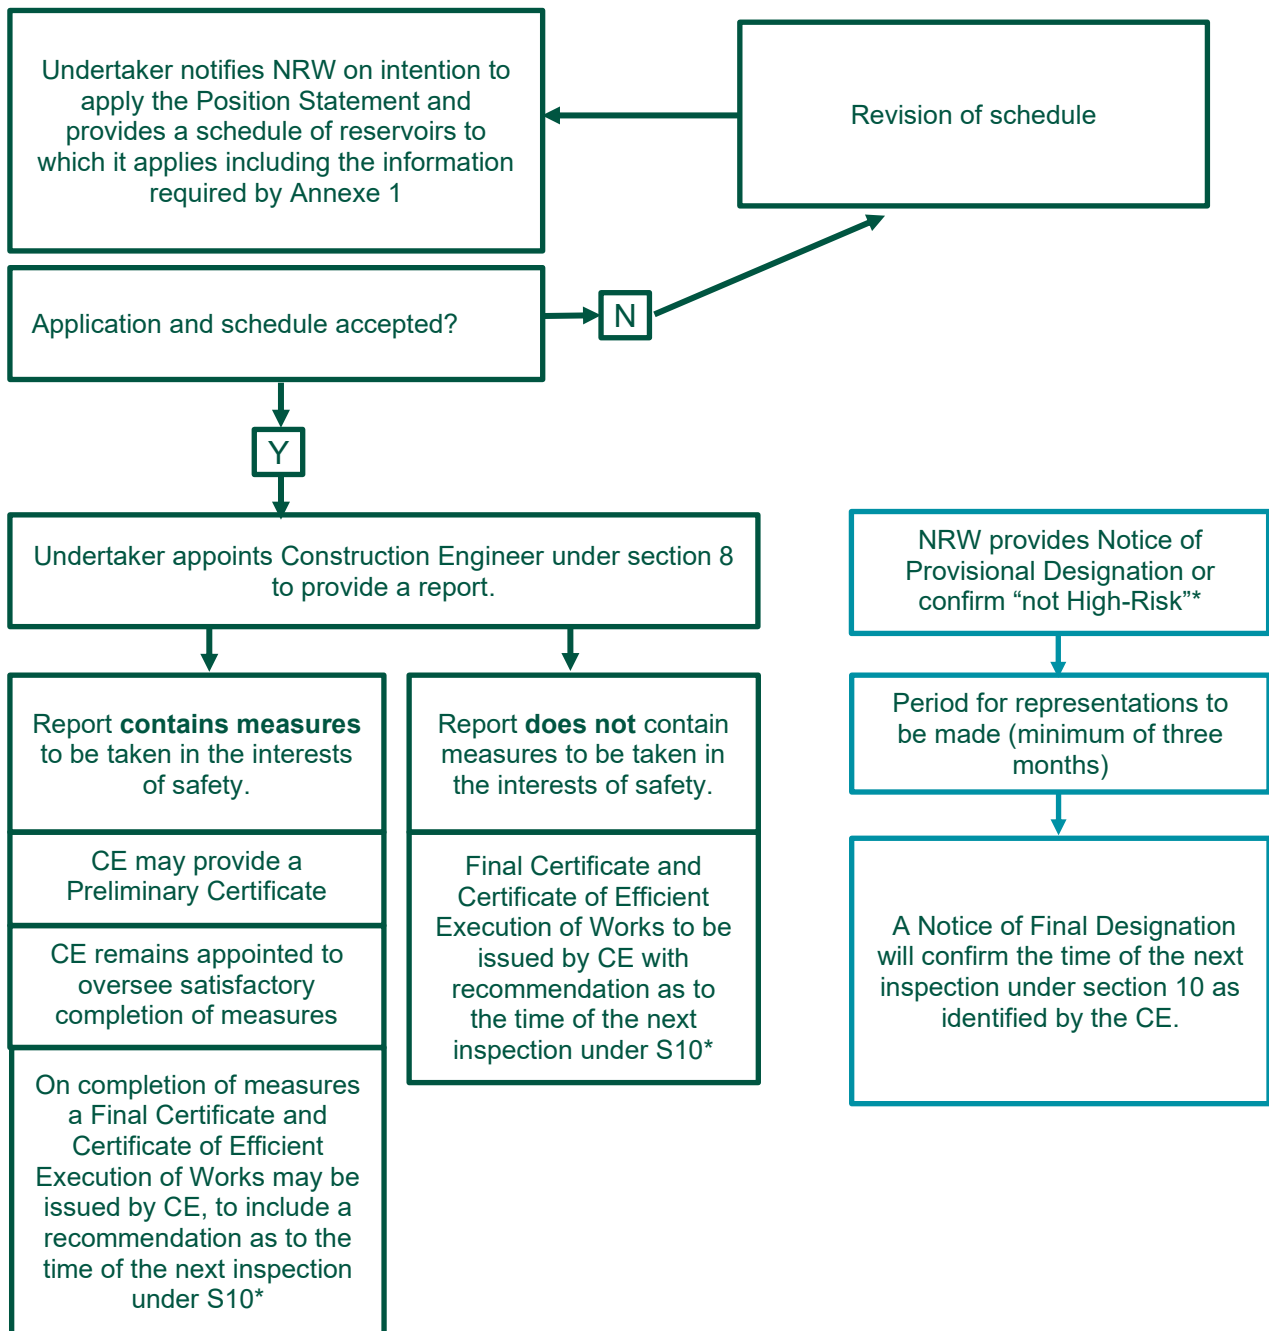 Undertaker notifies NRW on intention to
apply the Position Statement and
provides a schedule of reservoirs to
which it applies including the information
required by Annexe 1
Revision of schedule
Application and schedule accepted?
N
Y
Undertaker appoints Construction Engineer under section 8
to provide a report.
Report contains measures
to be taken in the interests
of safety.
CE may provide a
Preliminary Certificate
CE remains appointed to
oversee satisfactory
completion of measures
On completion of measures
a Final Certificate and
Certificate of Efficient
Execution of Works may be
issued by CE, to include a
recommendation as to the
time of the next inspection
under S10*
Report does not contain
measures to be taken in
the interests of safety.
Final Certificate and
Certificate of Efficient
Execution of Works to be
issued by CE with
recommendation as to
the time of the next
inspection under S10*
NRW provides Notice of
Provisional Designation or
confirm “not High-Risk”*
Period for representations to
be made (minimum of three
months)
A Notice of Final Designation
will confirm the time of the next
inspection under section 10 as
identified by the CE.